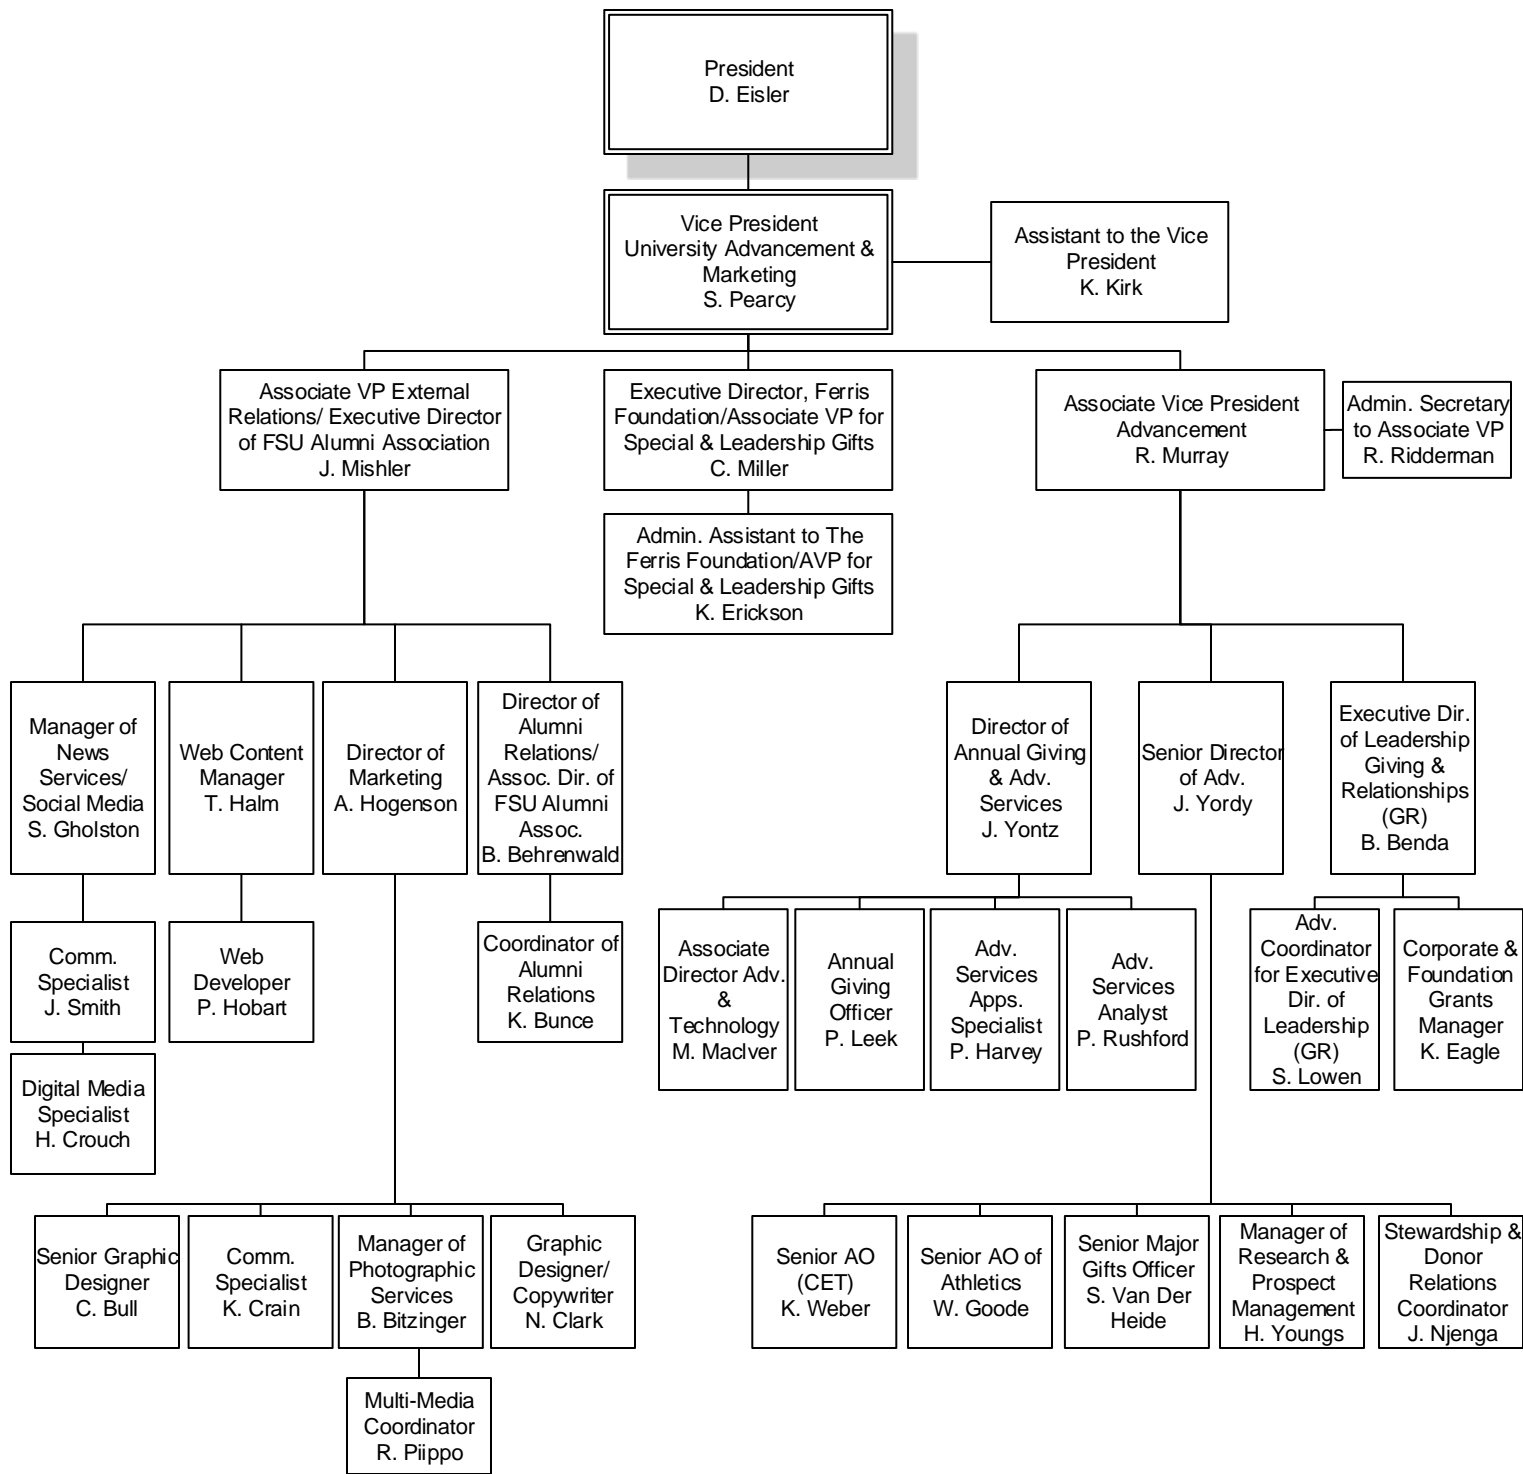 President
D. Eisler
Vice President
University Advancement &
Marketing
S. Pearcy
Assistant to the Vice
President
K. Kirk
Associate VP External
Relations/ Executive Director
of FSU Alumni Association
J. Mishler
Executive Director, Ferris
Foundation/Associate VP for
Special & Leadership Gifts
C. Miller
Associate Vice President
Advancement
R. Murray
Admin. Secretary
to Associate VP
R. Ridderman
Admin. Assistant to The
Ferris Foundation/AVP for
Special & Leadership Gifts
K. Erickson
Manager of
News
Services/
Social Media
S. Gholston
Web Content
Manager
T. Halm
Director of
Marketing
A. Hogenson
Director of
Alumni
Relations/
Assoc. Dir. of
FSU Alumni
Assoc.
B. Behrenwald
Director of
Annual Giving
& Adv.
Services
J. Yontz
Senior Director
of Adv.
J. Yordy
Executive Dir.
of Leadership
Giving &
Relationships
(GR)
B. Benda
Comm.
Specialist
J. Smith
Web
Developer
P. Hobart
Coordinator of
Alumni
Relations
K. Bunce
Associate
Director Adv.
&
Technology
M. MacIver
Annual
Giving
Officer
P. Leek
Adv.
Services
Apps.
Specialist
P. Harvey
Adv.
Services
Analyst
P. Rushford
Adv.
Coordinator
for Executive
Dir. of
Leadership
(GR)
S. Lowen
Corporate &
Foundation
Grants
Manager
K. Eagle
Digital Media
Specialist
H. Crouch
Senior Graphic
Designer
C. Bull
Comm.
Specialist
K. Crain
Manager of
Photographic
Services
B. Bitzinger
Graphic
Designer/
Copywriter
N. Clark
Senior AO
(CET)
K. Weber
Senior AO of
Athletics
W. Goode
Senior Major
Gifts Officer
S. Van Der
Heide
Manager of
Research &
Prospect
Management
H. Youngs
Stewardship &
Donor
Relations
Coordinator
J. Njenga
Multi-Media
Coordinator
R. Piippo